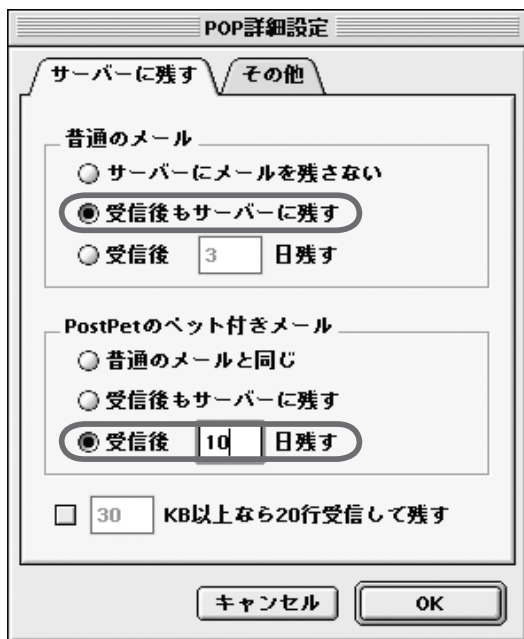 POP詳細設定
サーバーに残す その他
普通のメール
サーバーにメールを残さない
受信後もサーバーに残す
受信後 3 日残す
PostPetのペット付きメール
普通のメールと同じ
受信後もサーバーに残す
受信後 10 日残す
30 KB以上なら20行受信して残す
キャンセル OK